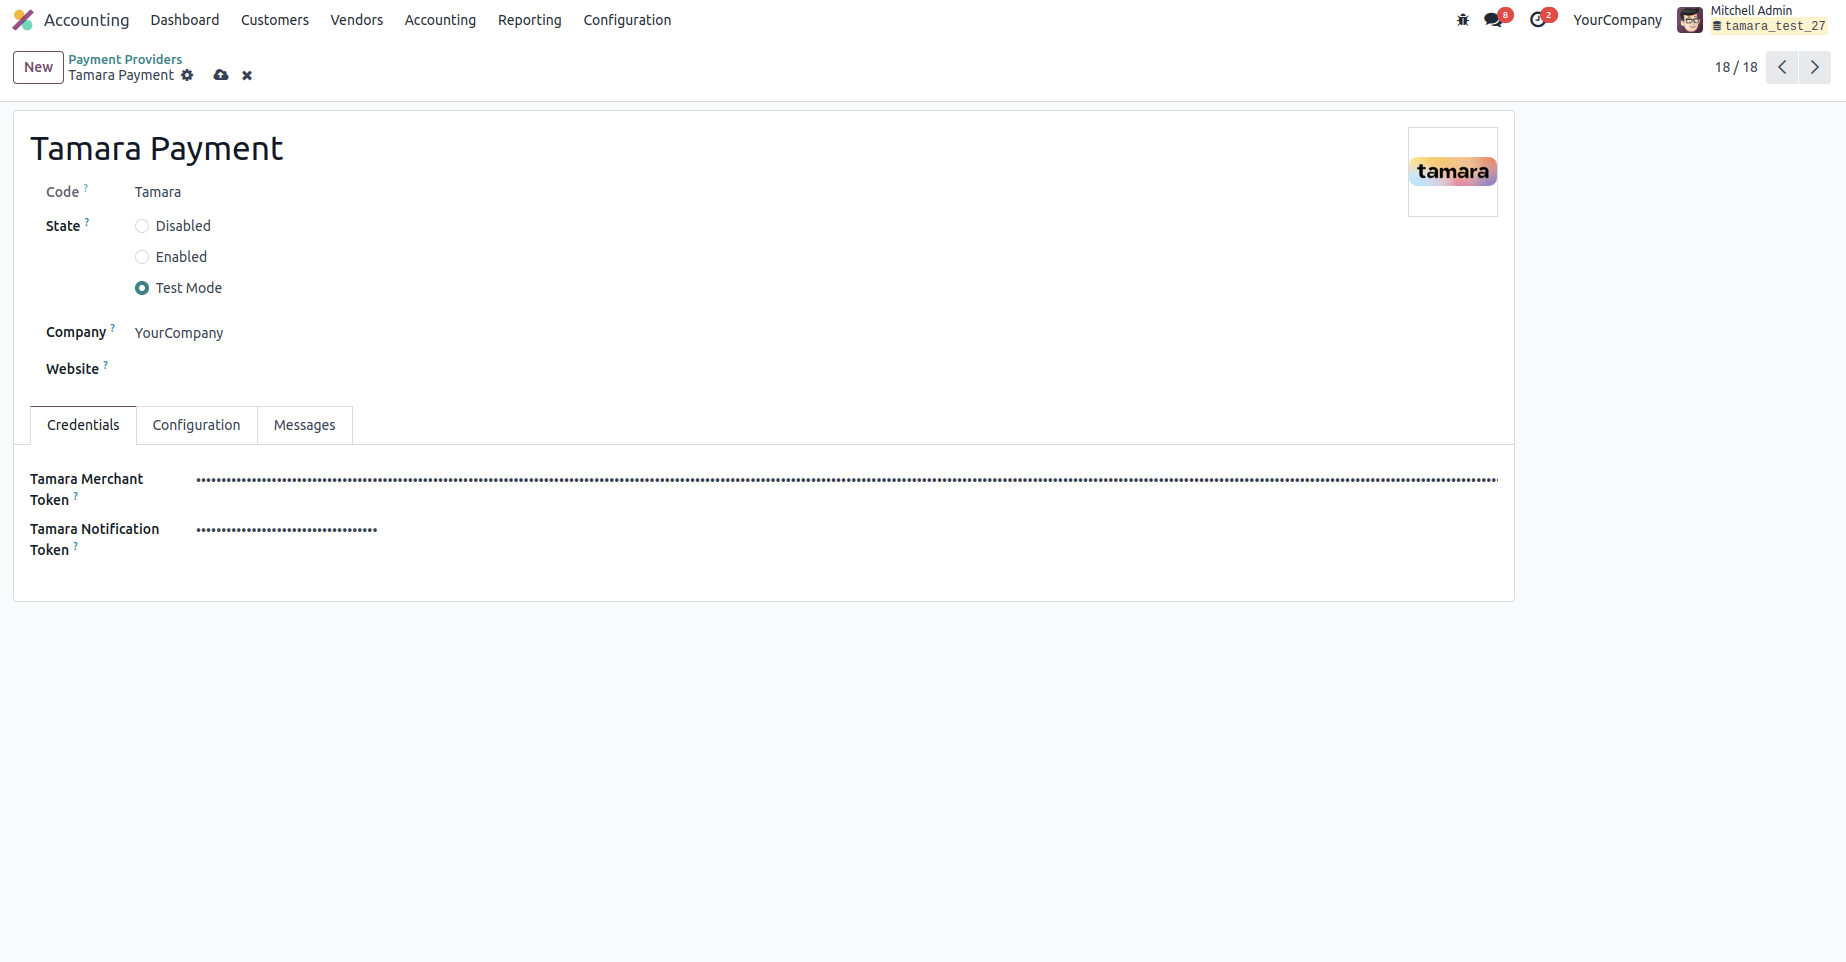 Accounting Dashboard Customers Vendors Accounting Reporting Configuration 8 2 YourCompany Mitchell Admin
tamara_test_27
New Payment Providers
Tamara Payment 18 / 18
Tamara Payment
tamara
Code ? Tamara
State ? Disabled
Enabled
Test Mode
Company ? YourCompany
Website ?
Credentials Configuration Messages
Tamara Merchant
Token ?
Tamara Notification
Token ?